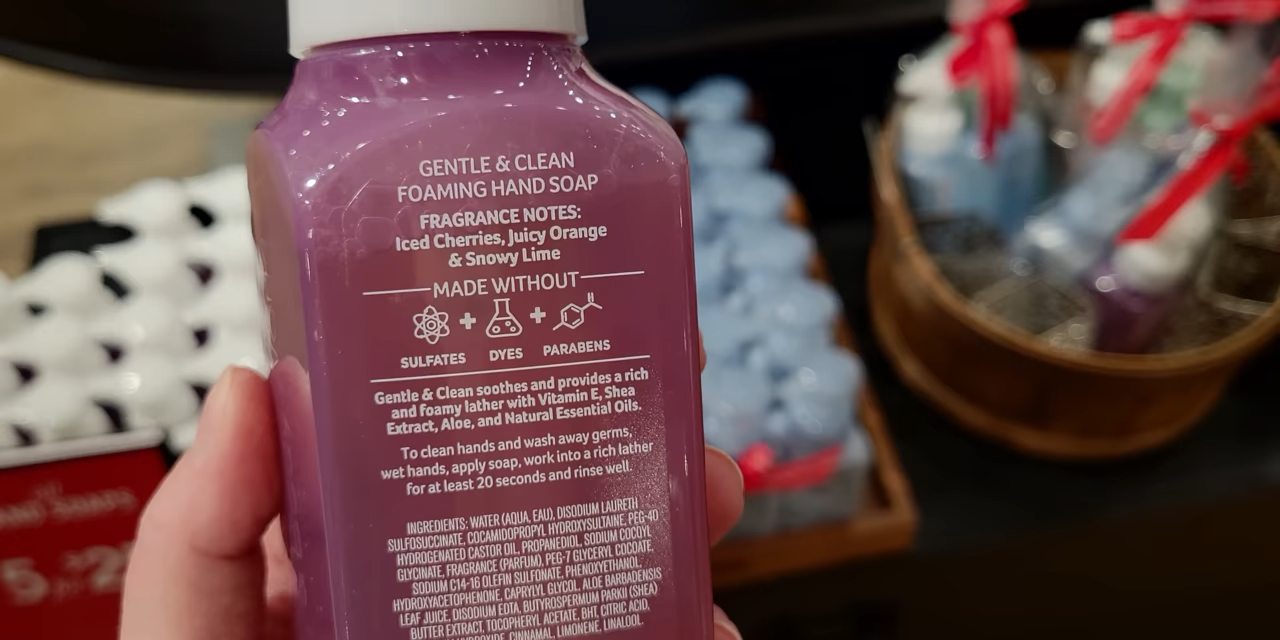 GENTLE & CLEAN
FOAMING HAND SOAP
FRAGRANCE NOTES:
Iced Cherries, Juicy Orange
& Snowy Lime
MADE WITHOUT
SULFATES DYES PARABENS
Gentle & Clean soothes and provides a rich
and foamy lather with Vitamin E, Shea
Extract, Aloe, and Natural Essential Oils.
To clean hands and wash away germs,
wet hands, apply soap, work into a rich lather
for at least 20 seconds and rinse well.
INGREDIENTS: WATER (AQUA, EAU), DISODIUM LAURETH
SULFOSUCCINATE, COCAMIDOPROPYL HYDROXYSULTAINE, PEG-40
HYDROGENATED CASTOR OIL, PROPANEDIOL, SODIUM COCOYL
GLYCINATE, FRAGRANCE (PARFUM), PEG-7 GLYCERYL COCOATE,
SODIUM C14-16 OLEFIN SULFONATE, PHENOXYETHANOL,
HYDROXYACETOPHENONE, CAPRYLYL GLYCOL, ALOE BARBADENSIS
LEAF JUICE, DISODIUM EDTA, BUTYROSPERMUM PARKII (SHEA)
BUTTER EXTRACT, TOCOPHERYL ACETATE, BHT, CITRIC ACID,
CINNAMAL, LIMONENE, LINALOOL.